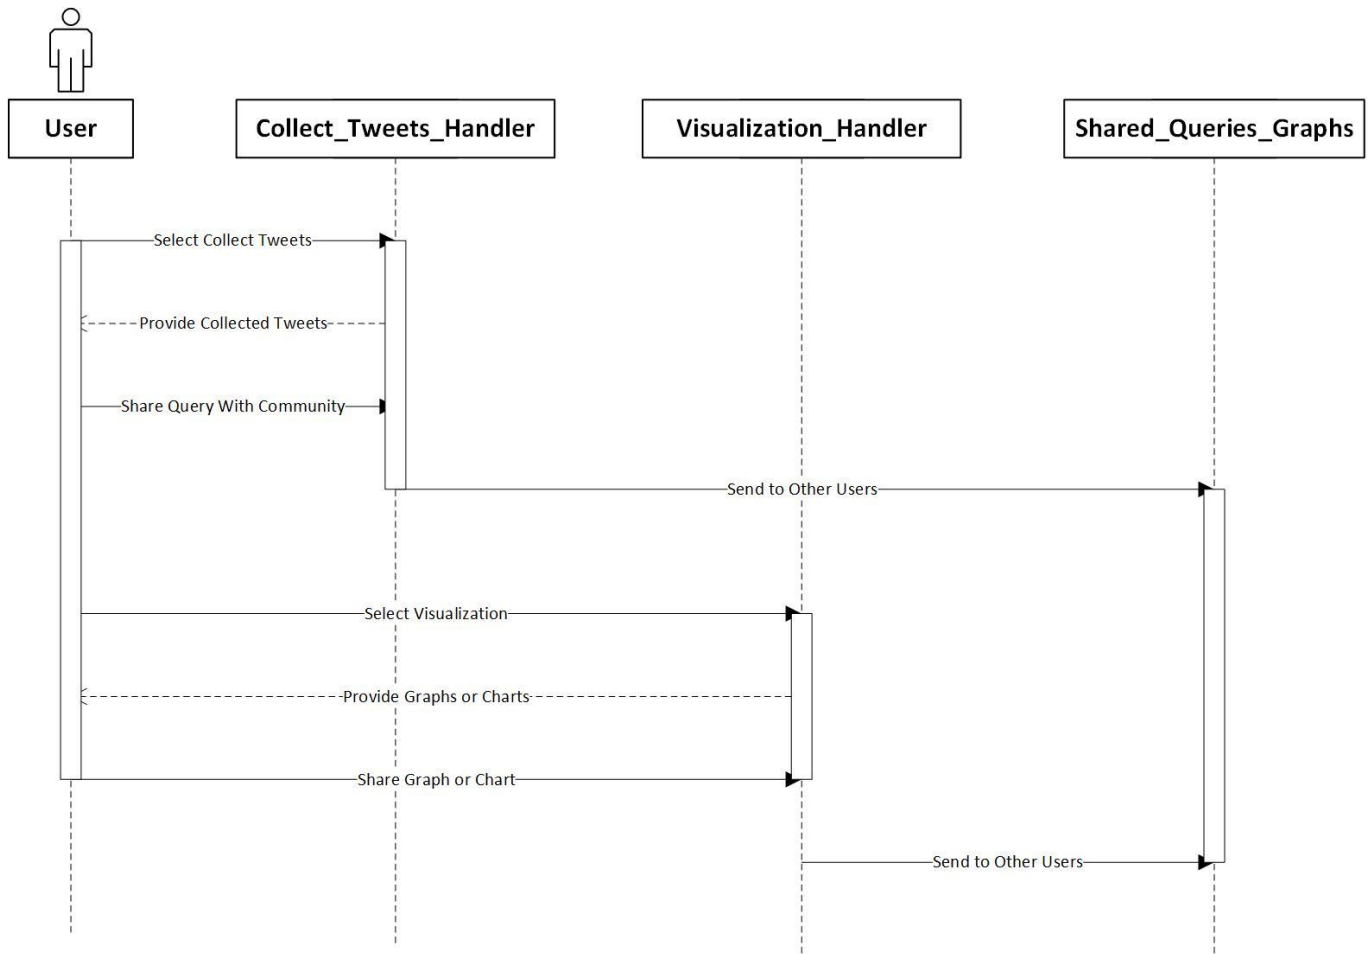 User
Collect_Tweets_Handler
Visualization_Handler
Shared_Queries_Graphs
Select Collect Tweets
Provide Collected Tweets
Share Query With Community
Send to Other Users
Select Visualization
Provide Graphs or Charts
Share Graph or Chart
Send to Other Users